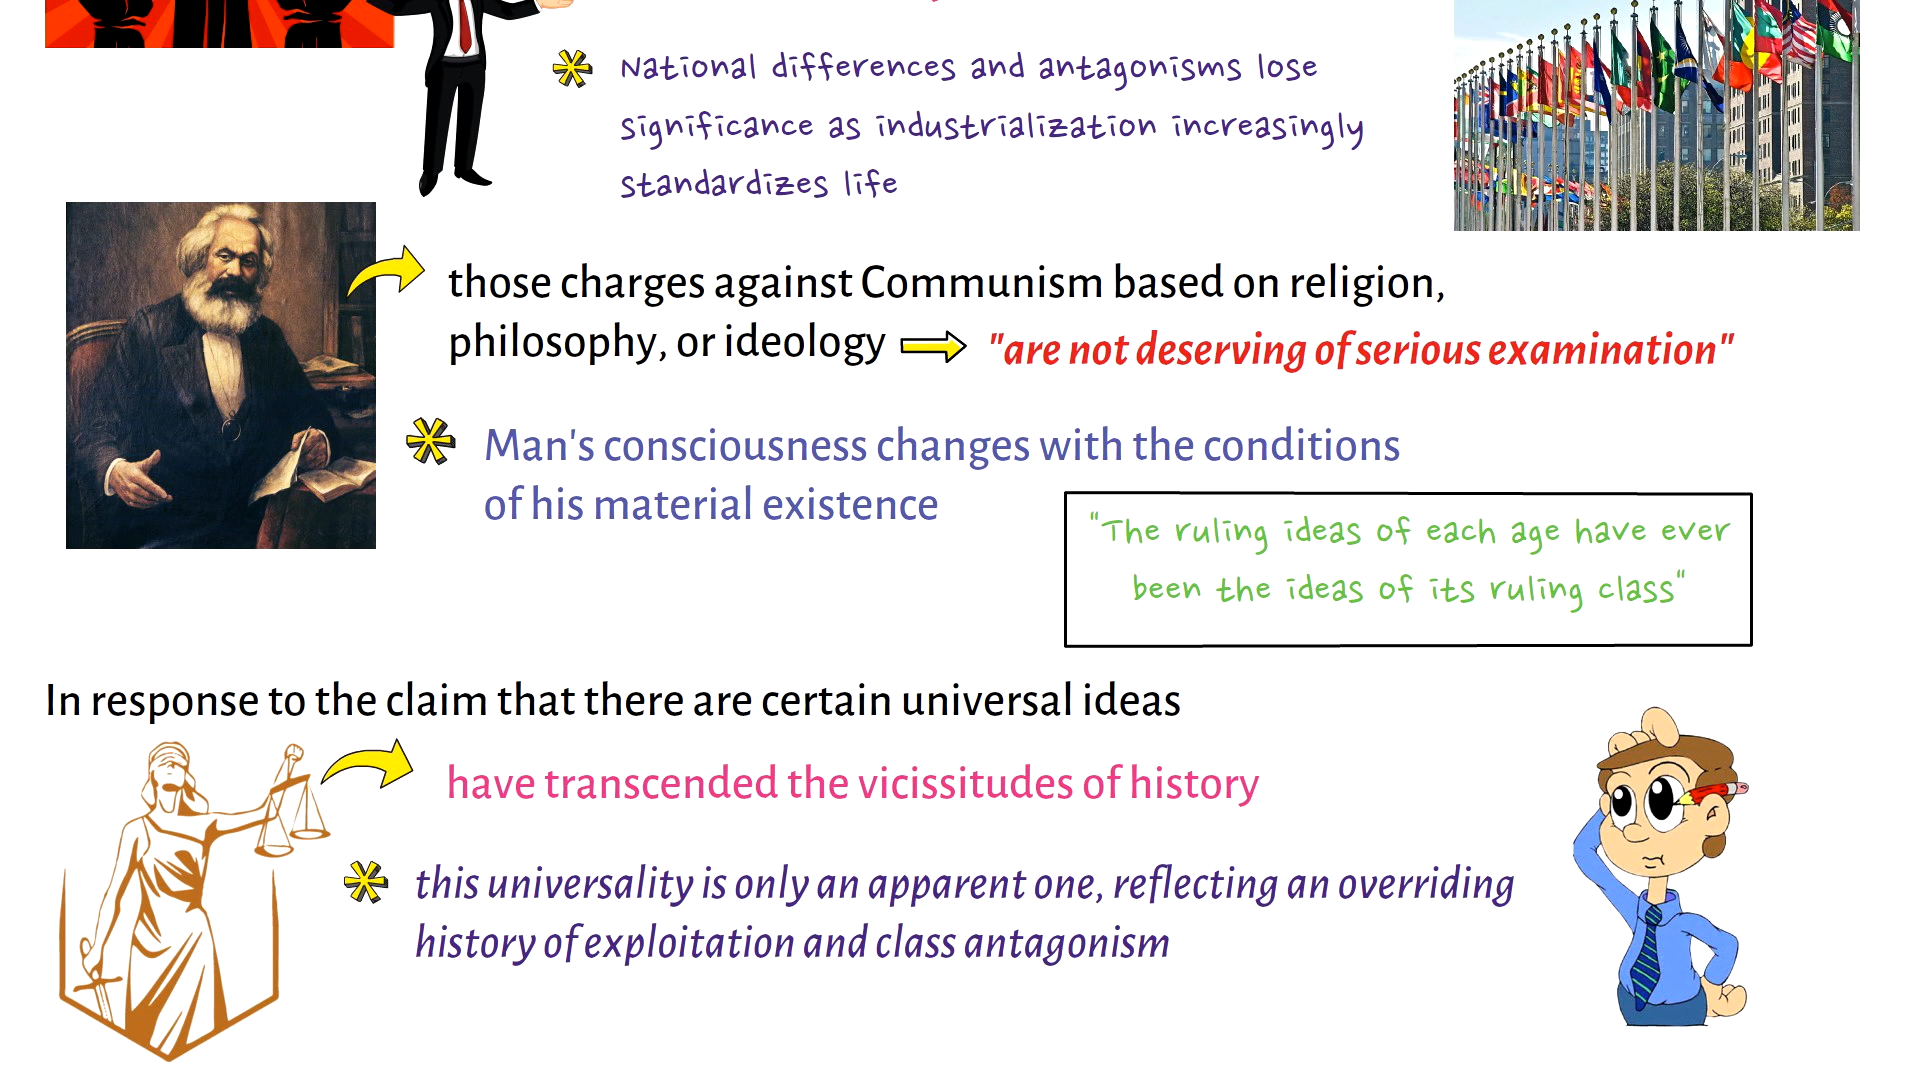 National differences and antagonisms lose
significance as industrialization increasingly
standardizes life
those charges against Communism based on religion,
philosophy, or ideology
"are not deserving of serious examination"
Man's consciousness changes with the conditions
of his material existence
"The ruling ideas of each age have ever
been the ideas of its ruling class"
In response to the claim that there are certain universal ideas
have transcended the vicissitudes of history
this universality is only an apparent one, reflecting an overriding
history of exploitation and class antagonism